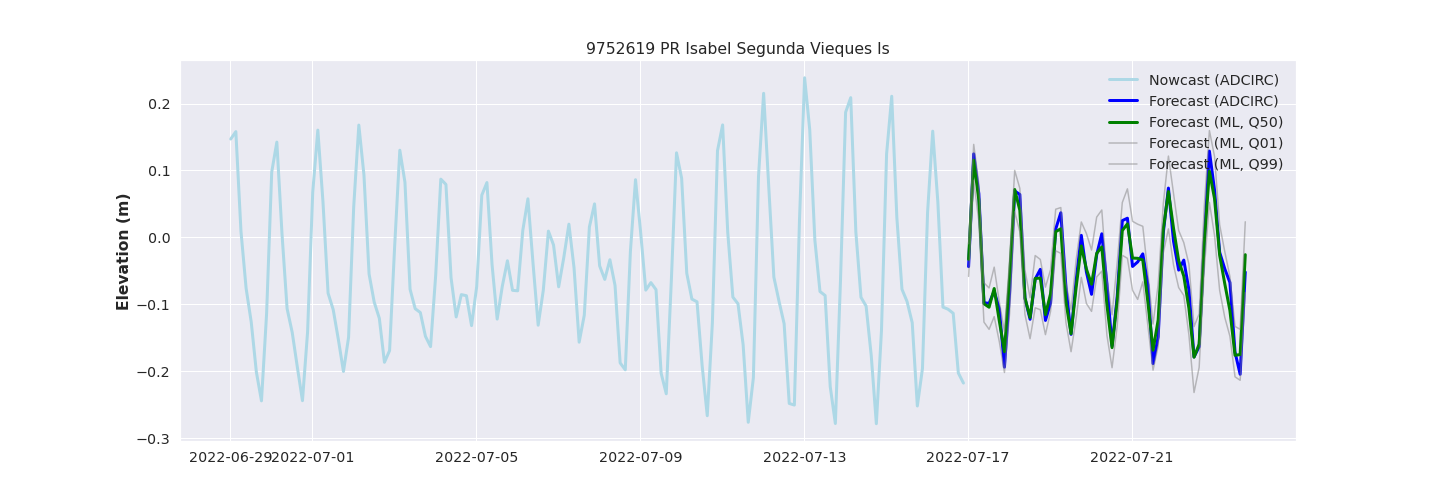 9752619 PR Isabel Segunda Vieques Is
Elevation (m)
0.2
0.1
0.0
−0.1
−0.2
−0.3
2022-06-29
2022-07-01
2022-07-05
2022-07-09
2022-07-13
2022-07-17
2022-07-21
Nowcast (ADCIRC)
Forecast (ADCIRC)
Forecast (ML, Q50)
Forecast (ML, Q01)
Forecast (ML, Q99)